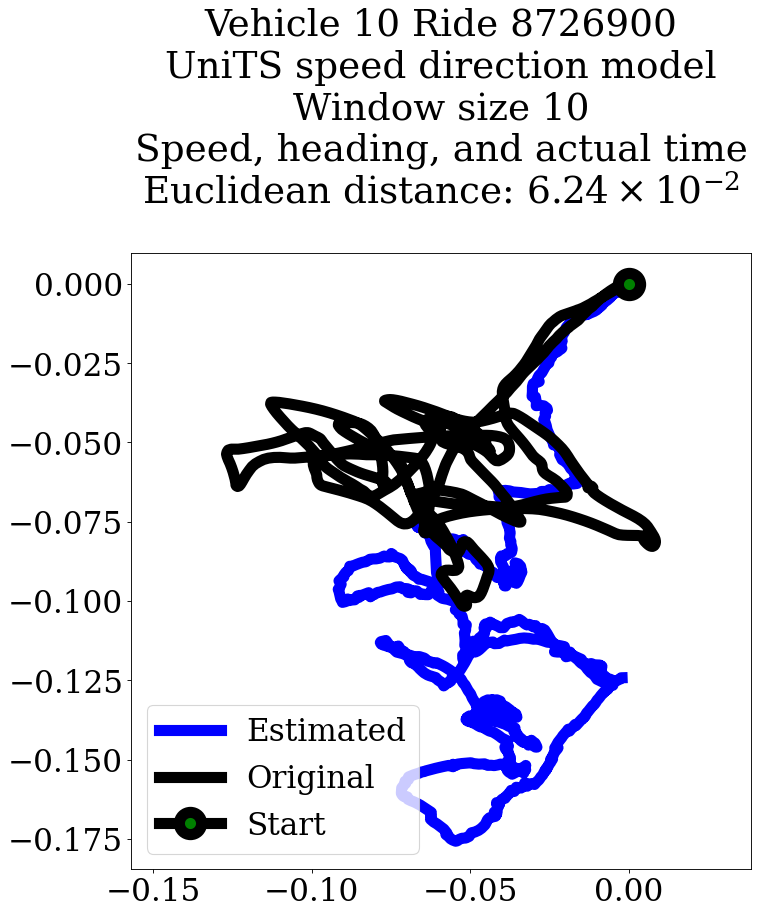 Vehicle 10 Ride 8726900
UniTS speed direction model
Window size 10
Speed, heading, and actual time
Euclidean distance: 6.24 × 10⁻²
0.000
−0.025
−0.050
−0.075
−0.100
−0.125
−0.150
−0.175
Estimated
Original
Start
−0.15 −0.10 −0.05 0.00